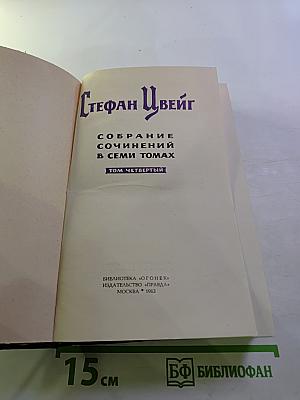 Стефан Цвейг
СОБРАНИЕ
СОЧИНЕНИЙ
В СЕМИ ТОМАХ
ТОМ ЧЕТВЕРТЫЙ
БИБЛИОТЕКА «ОГОНЕК»
ИЗДАТЕЛЬСТВО «ПРАВДА»
МОСКВА * 1963
15 см
БФ БИБЛИОФАН